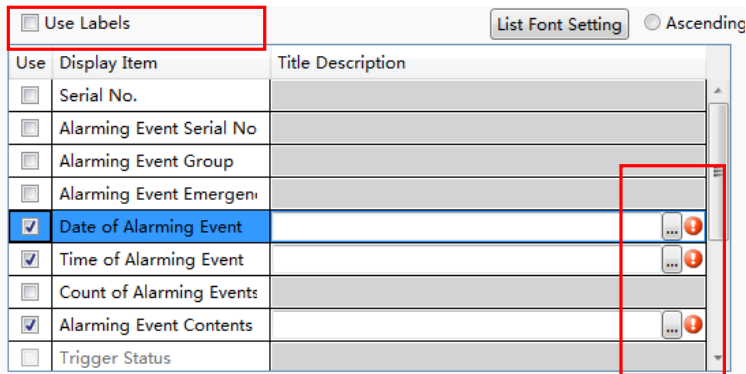 Use Labels
List Font Setting
Ascending
Use Display Item Title Description
Serial No.
Alarming Event Serial No
Alarming Event Group
Alarming Event Emergen
Date of Alarming Event ...
Time of Alarming Event ...
Count of Alarming Events
Alarming Event Contents ...
Trigger Status